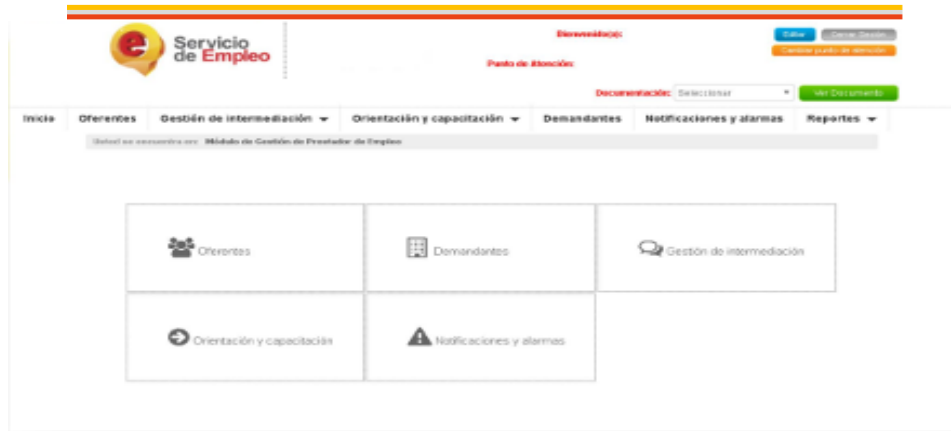 e Servicio
de Empleo
Bienvenido(a):
Editar Cerrar Sesión
Cambiar punto de atención
Punto de Atención:
Documentación: Seleccionar Ver Documento
Inicio Oferentes Gestión de intermediación Orientación y capacitación Demandantes Notificaciones y alarmas Reportes
Usted se encuentra en: Módulo de Gestión de Prestador de Empleo
Oferentes Demandantes Gestión de intermediación
Orientación y capacitación Notificaciones y alarmas